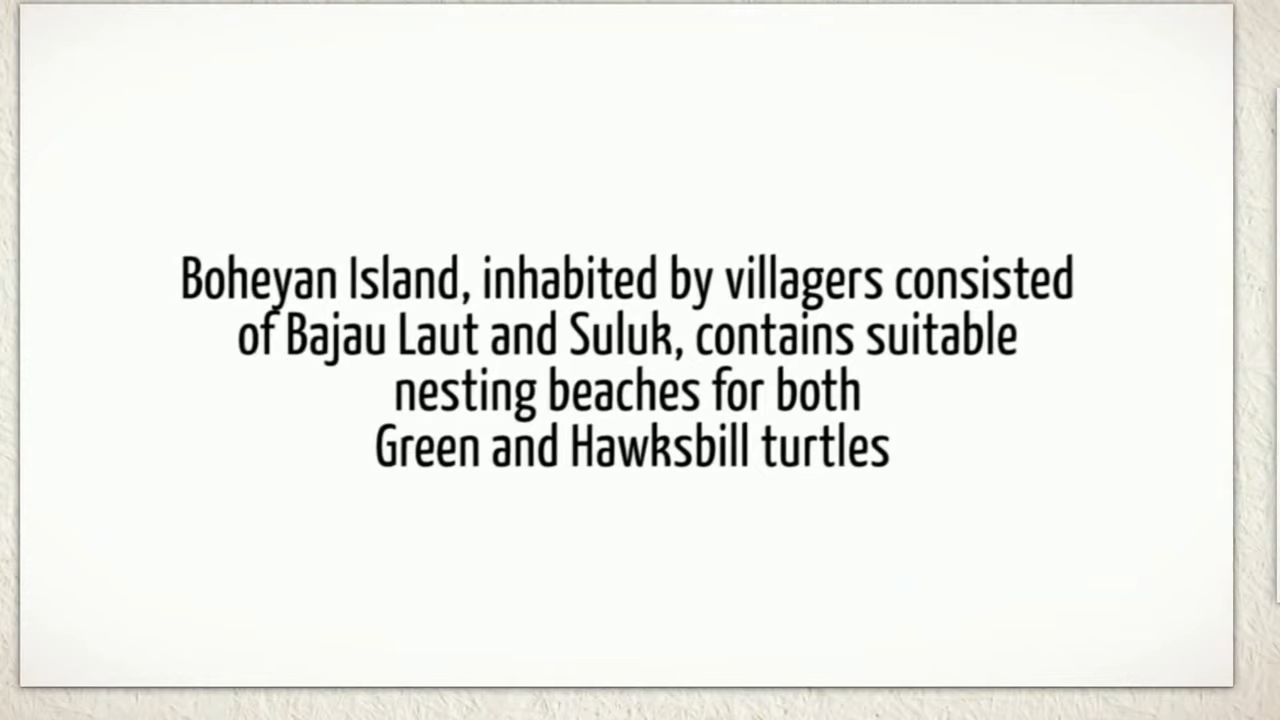 Boheyan Island, inhabited by villagers consisted
of Bajau Laut and Suluk, contains suitable
nesting beaches for both
Green and Hawksbill turtles